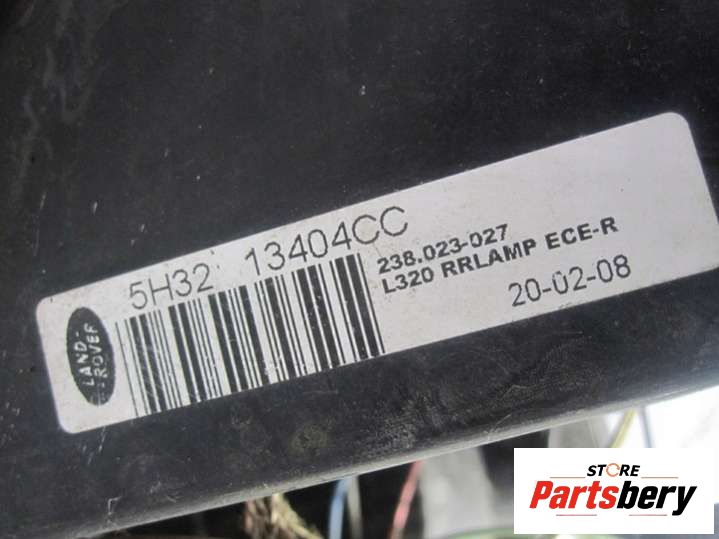 5H32 13404CC
238.023-027
L320 RRLAMP ECE-R
20-02-08
LAND-
ROVER
STORE
Partsbery